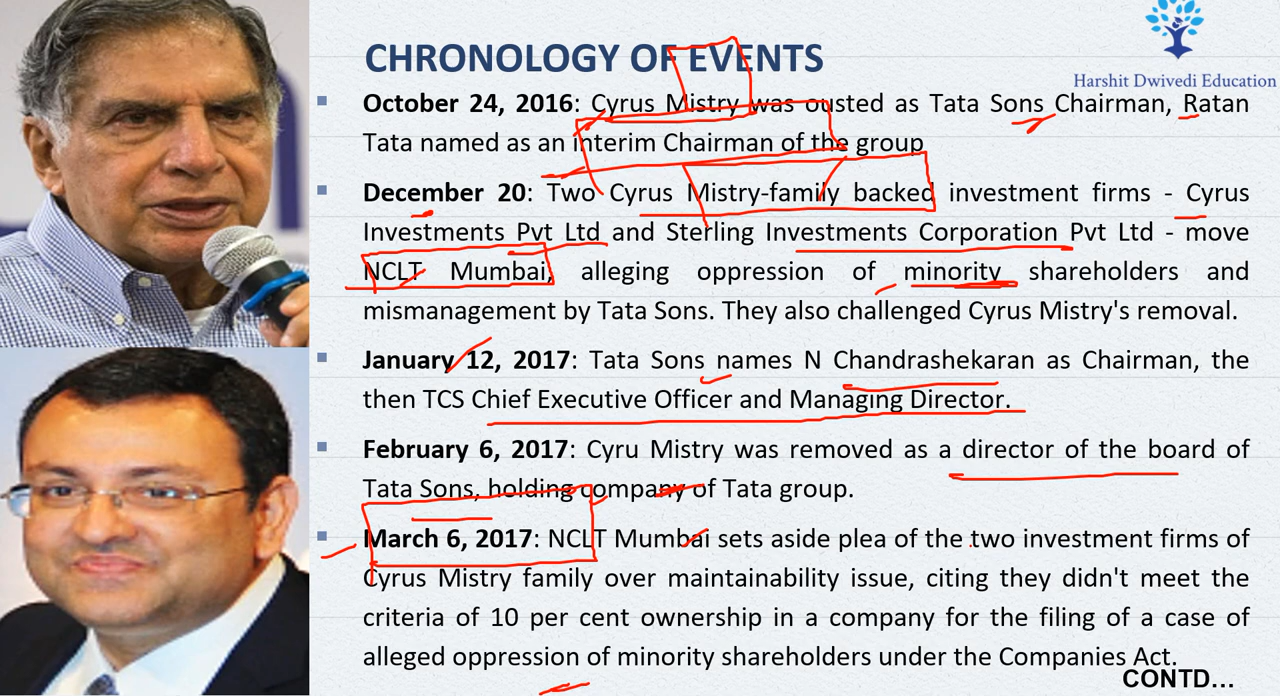 Harshit Dwivedi Education
CHRONOLOGY OF EVENTS
October 24, 2016: Cyrus Mistry was ousted as Tata Sons Chairman, Ratan
Tata named as an interim Chairman of the group
December 20: Two Cyrus Mistry-family backed investment firms - Cyrus
Investments Pvt Ltd and Sterling Investments Corporation Pvt Ltd - move
NCLT Mumbai, alleging oppression of minority shareholders and
mismanagement by Tata Sons. They also challenged Cyrus Mistry's removal.
January 12, 2017: Tata Sons names N Chandrashekaran as Chairman, the
then TCS Chief Executive Officer and Managing Director.
February 6, 2017: Cyru Mistry was removed as a director of the board of
Tata Sons, holding company of Tata group.
March 6, 2017: NCLT Mumbai sets aside plea of the two investment firms of
Cyrus Mistry family over maintainability issue, citing they didn't meet the
criteria of 10 per cent ownership in a company for the filing of a case of
alleged oppression of minority shareholders under the Companies Act.
CONTD...